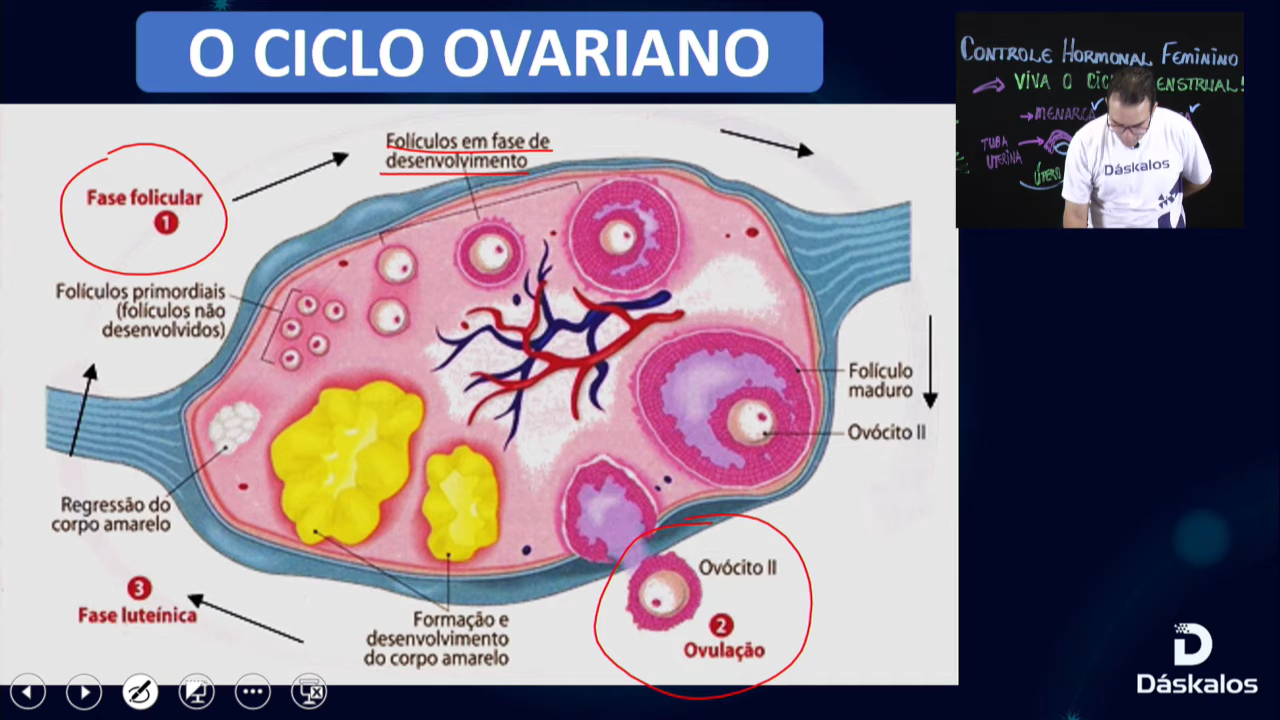 O CICLO OVARIANO
CONTROLE HORMONAL FEMININO
VIVA O
MENARCA
TUBA
UTERINA
ÚTERO
Dáskalos
Folículos em fase de
desenvolvimento
Fase folicular
1
Folículos primordiais
(folículos não
desenvolvidos)
Folículo
maduro
Ovócito II
Regressão do
corpo amarelo
Ovócito II
2
Ovulação
3
Fase luteínica
Formação e
desenvolvimento
do corpo amarelo
Dáskalos